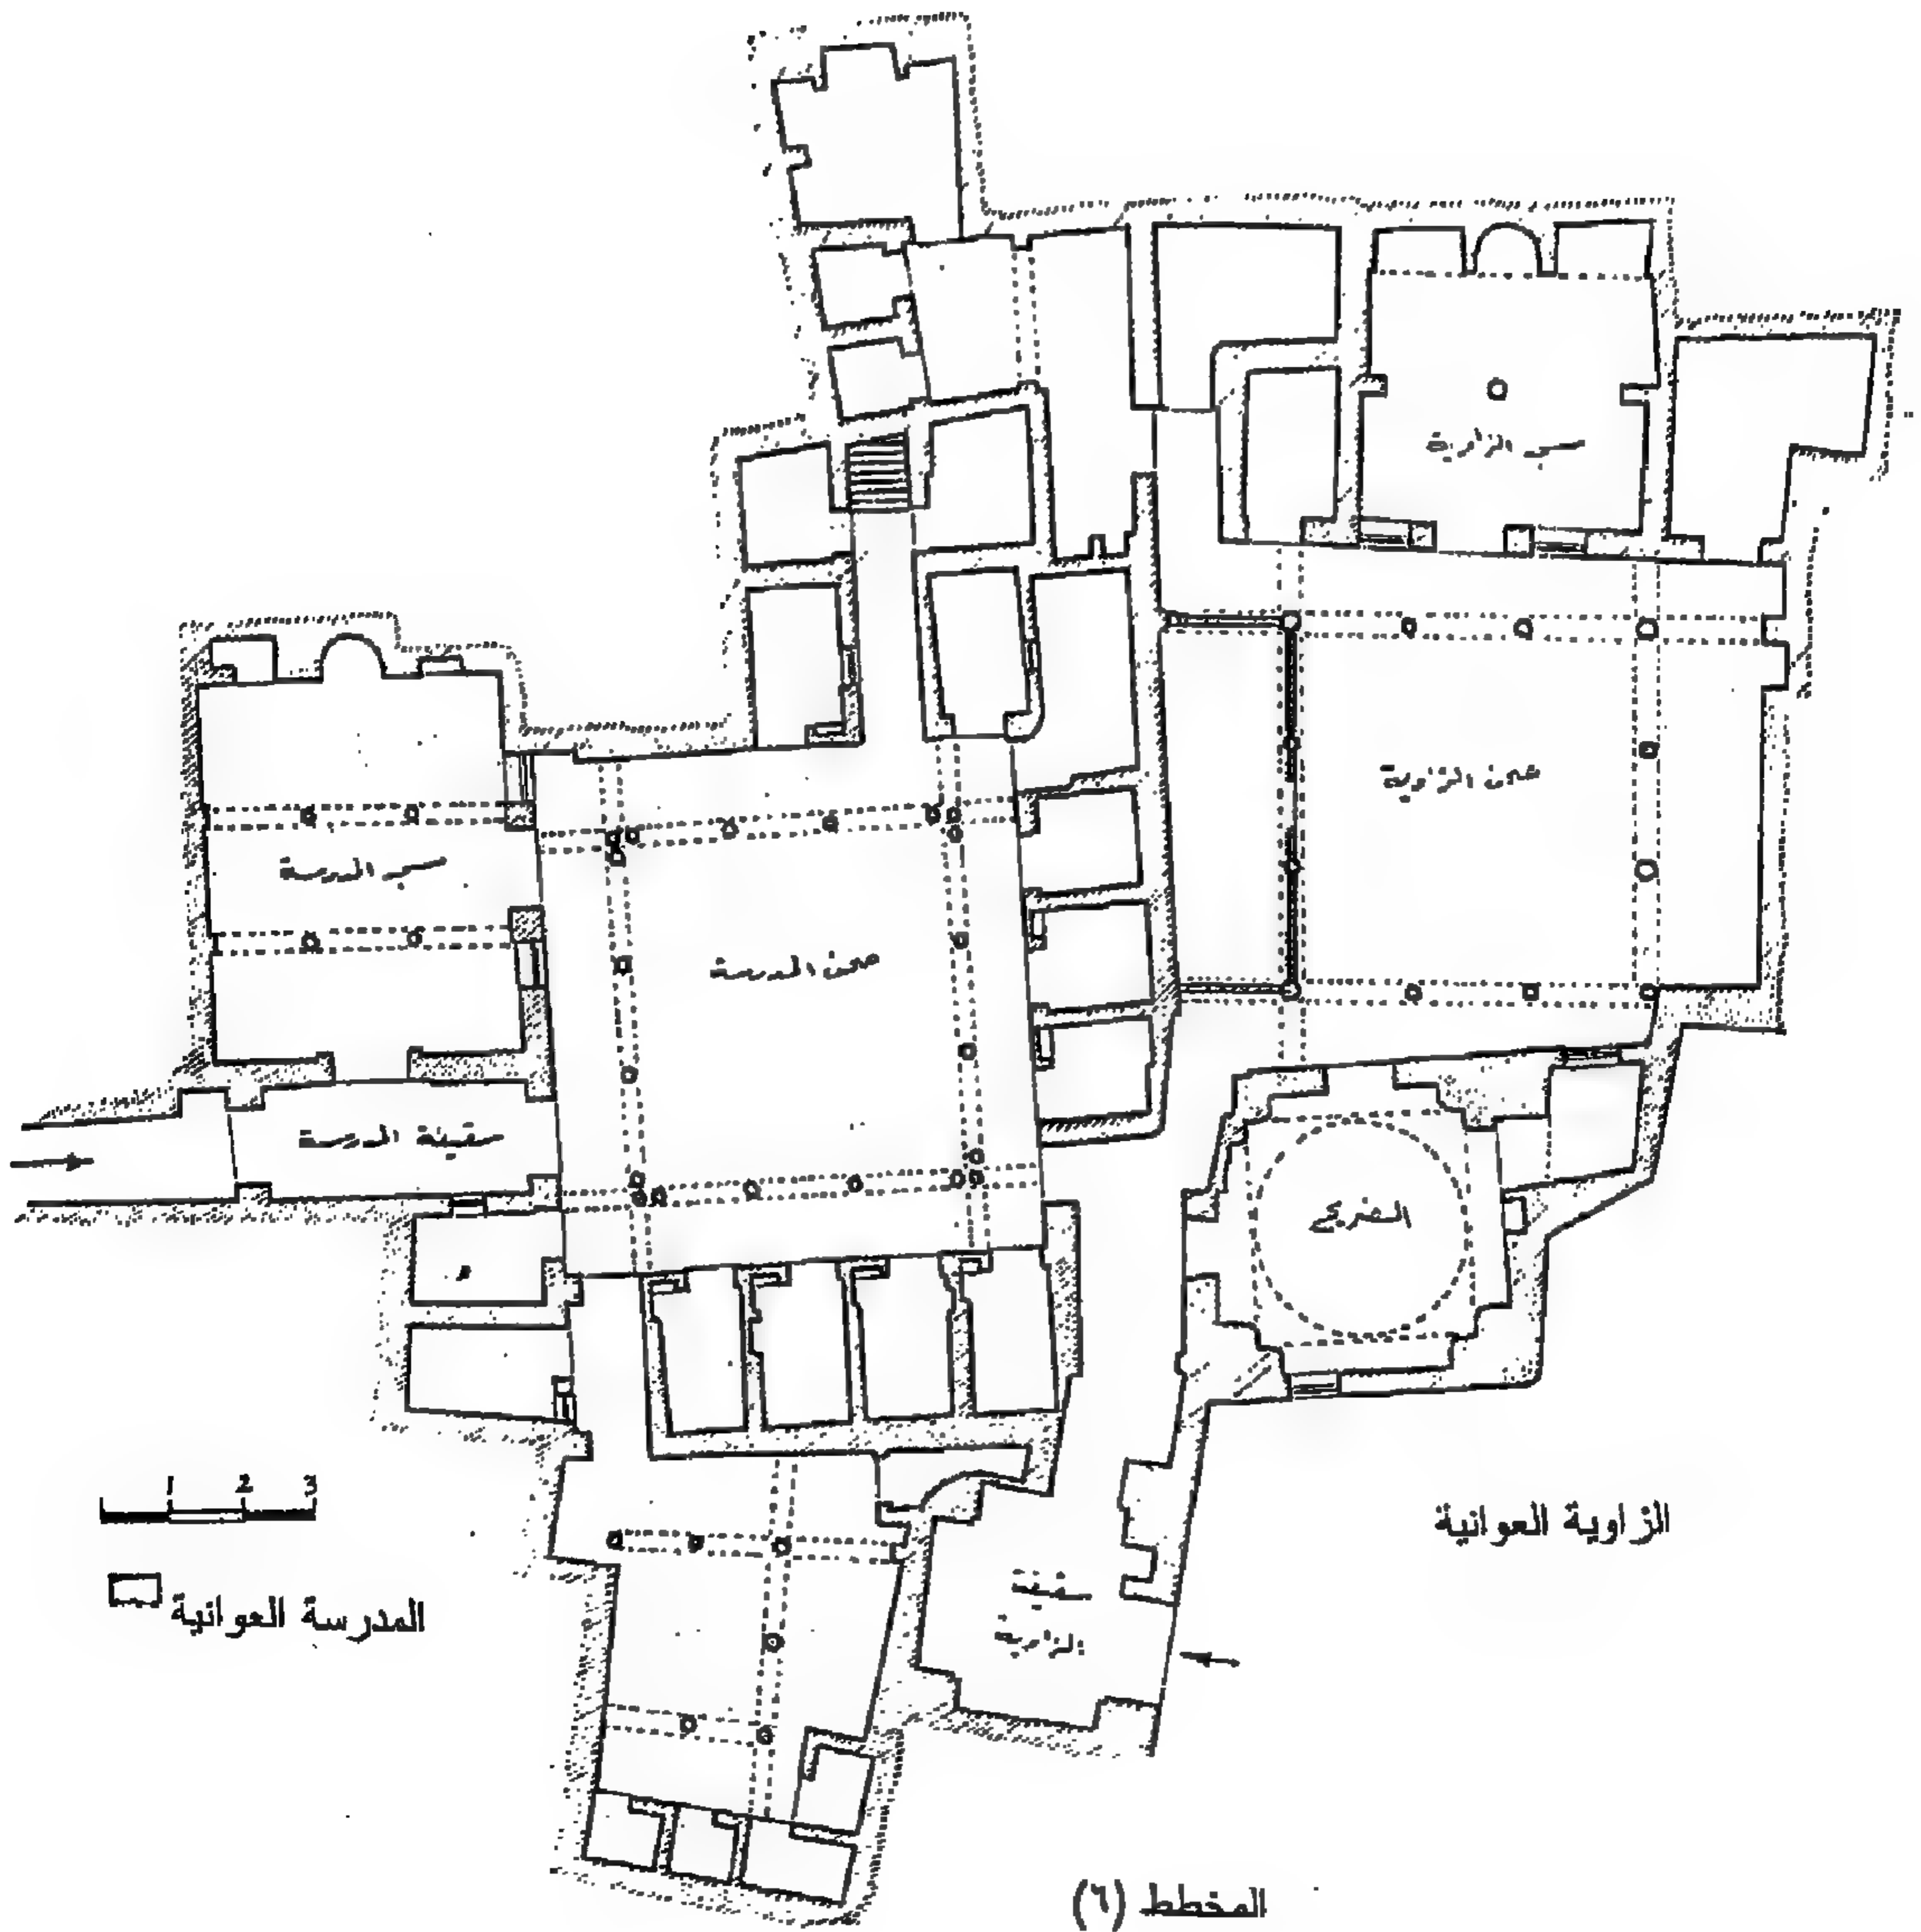 مسجد الزاوية
صحن الزاوية
مسجد المدرسة
صحن المدرسة
سقيفة المدرسة
الضريح
1 2 3
الزاوية العوانية
المدرسة العوانية
سقيفة
الزاوية
المخطط (٦)